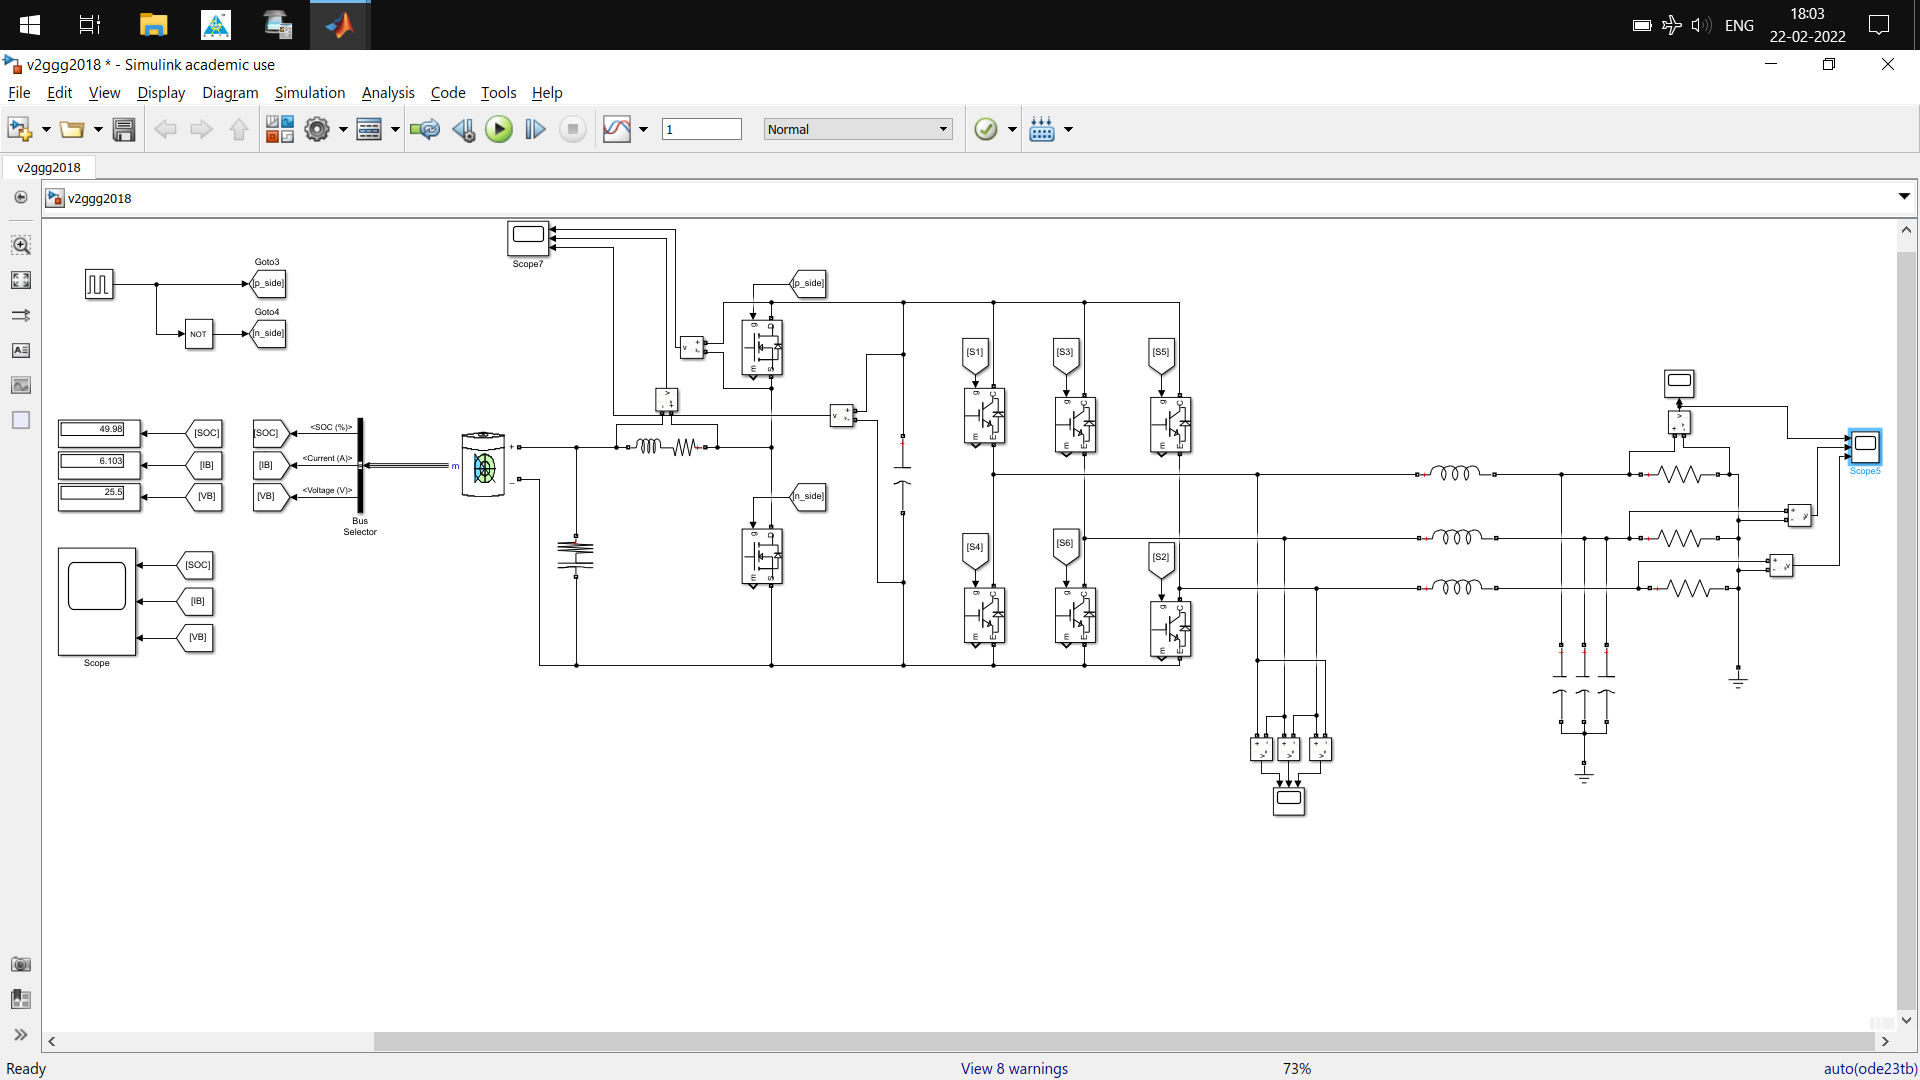 ENG
18:03
22-02-2022
v2ggg2018 * - Simulink academic use
File Edit View Display Diagram Simulation Analysis Code Tools Help
1
Normal
v2ggg2018
v2ggg2018
Scope7
Goto3
[p_side]
Goto4
NOT
[n_side]
[p_side]
[S1]
[S3]
[S5]
49.98
[SOC]
[SOC]
<SOC (%)>
6.103
[IB]
[IB]
<Current (A)>
25.5
[VB]
[VB]
<Voltage (V)>
m
Bus
Selector
[n_side]
Scope5
[S4]
[S6]
[S2]
[SOC]
[IB]
[VB]
Scope
Ready
View 8 warnings
73%
auto(ode23tb)